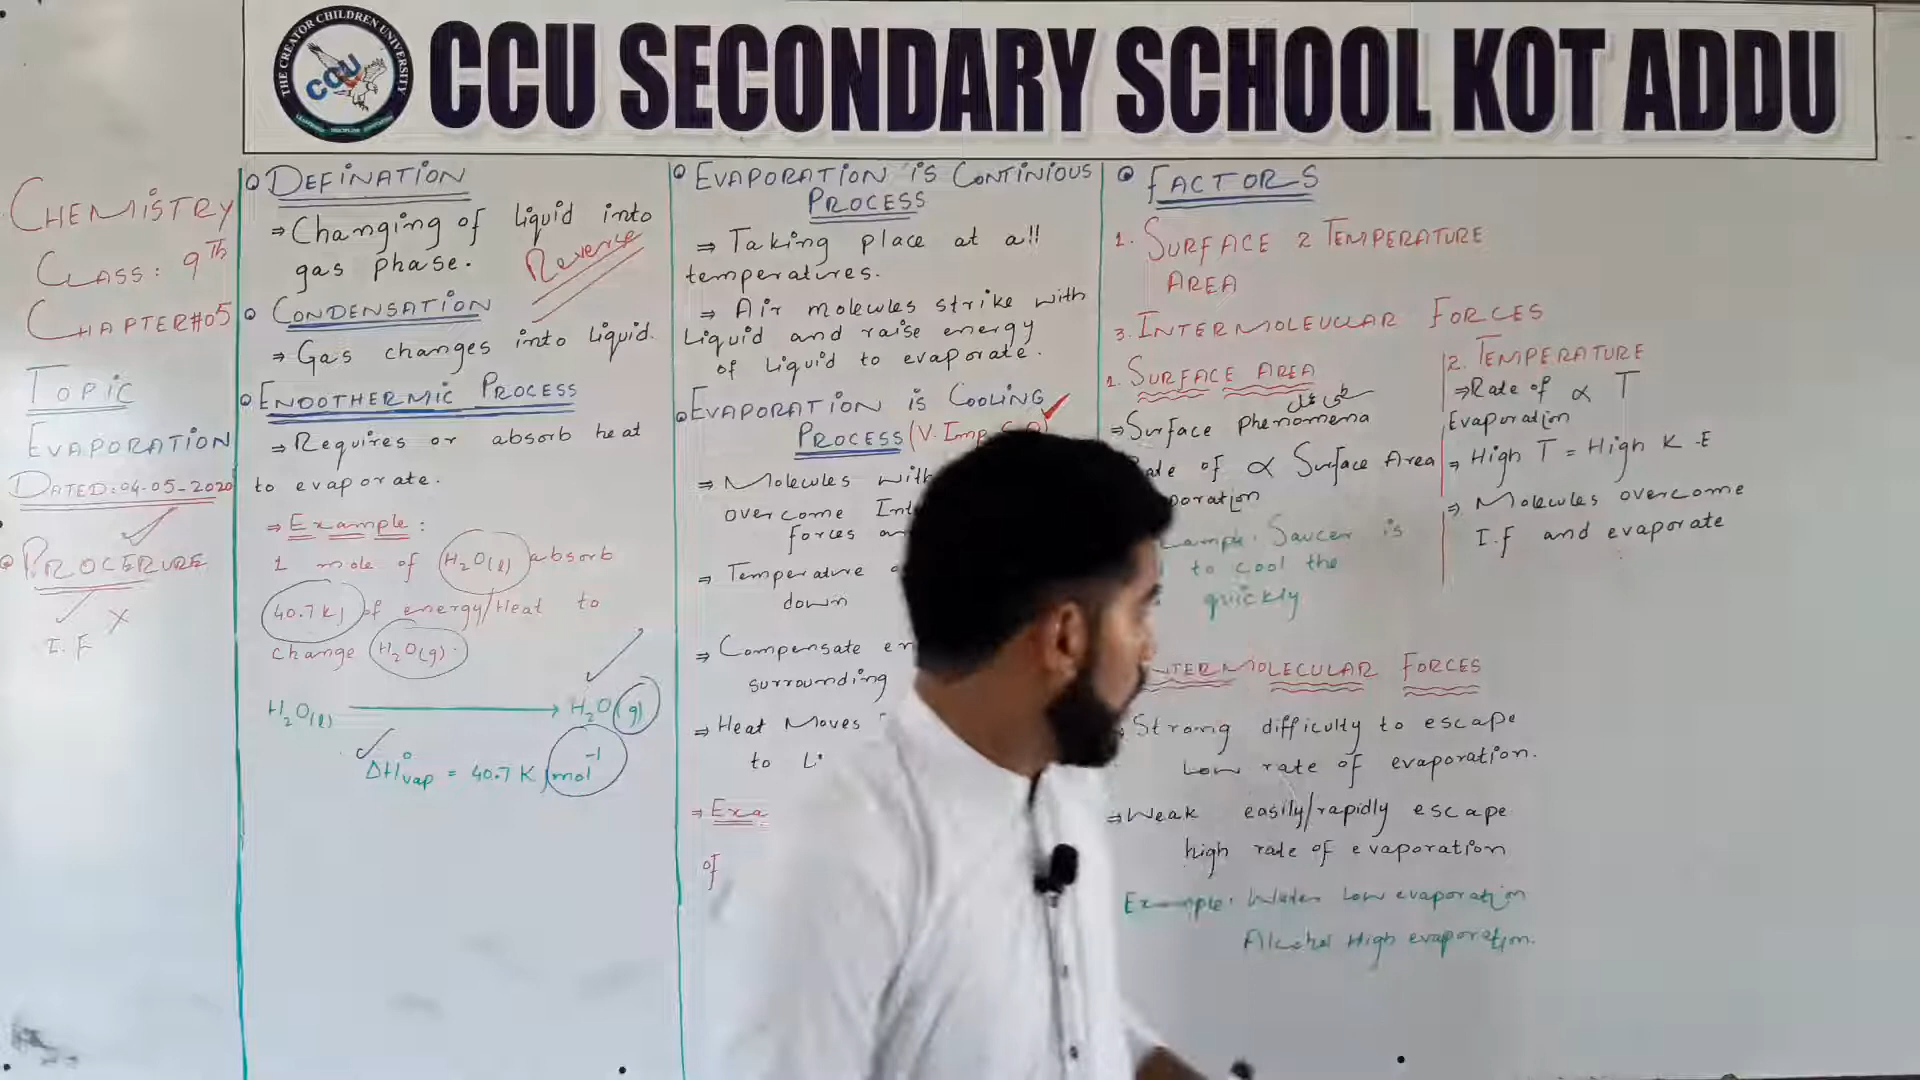 THE CREATOR CHILDREN UNIVERSITY
CCU
CCU SECONDARY SCHOOL KOT ADDU
CHEMISTRY
CLASS: 9TH
CHAPTER#05
TOPIC
EVAPORATION
DATED:04-05-2020
PROCERURE
I.F
DEFINATION
⇒ Changing of liquid into
gas phase.
Reverse
CONDENSATION
⇒ Gas changes into liquid.
ENDOTHERMIC PROCESS
⇒ Requires or absorb heat
to evaporate.
⇒ Example:
1 mole of H2O(l) absorb
40.7kj of energy/Heat to
change H2O(g).
H2O(l) → H2O(g)
ΔH°vap = 40.7 KJ mol⁻¹
EVAPORATION is CONTINIOUS
PROCESS
⇒ Taking place at all
temperatures.
⇒ Air molecules strike with
Liquid and raise energy
of Liquid to evaporate.
EVAPORATION is COOLING
PROCESS (V. Imp
⇒ Molecules with
overcome
forces
⇒ Temperature
down
⇒ Compensate
surrounding
⇒ Heat Moves
to
of
FACTORS
1. SURFACE 2 TEMPERATURE
AREA
3. INTERMOLEUCLAR FORCES
1. SURFACE AREA
⇒ Surface Phenomena
of α Surface Area
Saucer is
to cool the
quickly
2. TEMPERATURE
⇒ Rate of α T
Evaporation
⇒ High T = High K.E
⇒ Molecules overcome
I.F and evaporate
INTERMOLECULAR FORCES
Strong difficulty to escape
Low rate of evaporation.
⇒ Weak easily/rapidly escape
high rate of evaporation
Example: Water Low evaporation
Alcohol High evaporation.